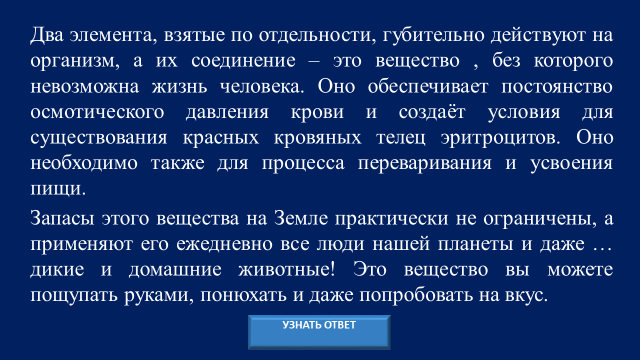 Два элемента, взятые по отдельности, губительно действуют на
организм, а их соединение – это вещество , без которого
невозможна жизнь человека. Оно обеспечивает постоянство
осмотического давления крови и создаёт условия для
существования красных кровяных телец эритроцитов. Оно
необходимо также для процесса переваривания и усвоения
пищи.
Запасы этого вещества на Земле практически не ограничены, а
применяют его ежедневно все люди нашей планеты и даже …
дикие и домашние животные! Это вещество вы можете
пощупать руками, понюхать и даже попробовать на вкус.
УЗНАТЬ ОТВЕТ